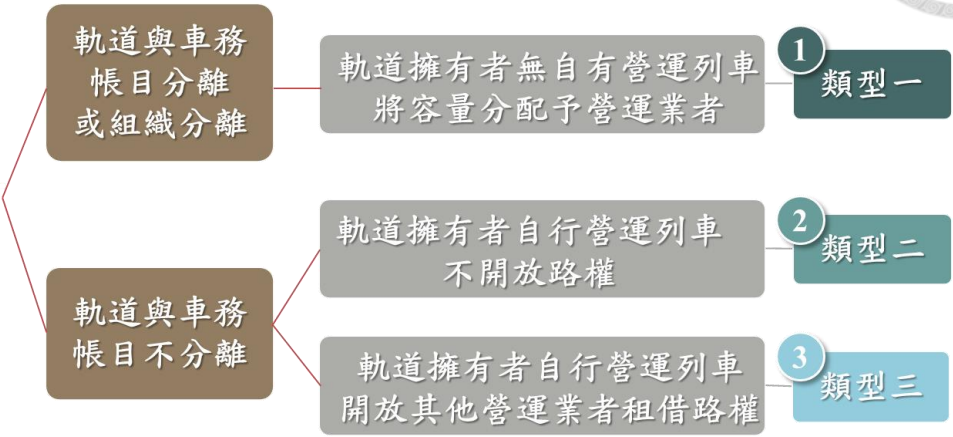 軌道與車務
帳目分離
或組織分離
軌道擁有者無自有營運列車
將容量分配予營運業者
1
類型一
軌道與車務
帳目不分離
軌道擁有者自行營運列車
不開放路權
2
類型二
軌道擁有者自行營運列車
開放其他營運業者租借路權
3
類型三